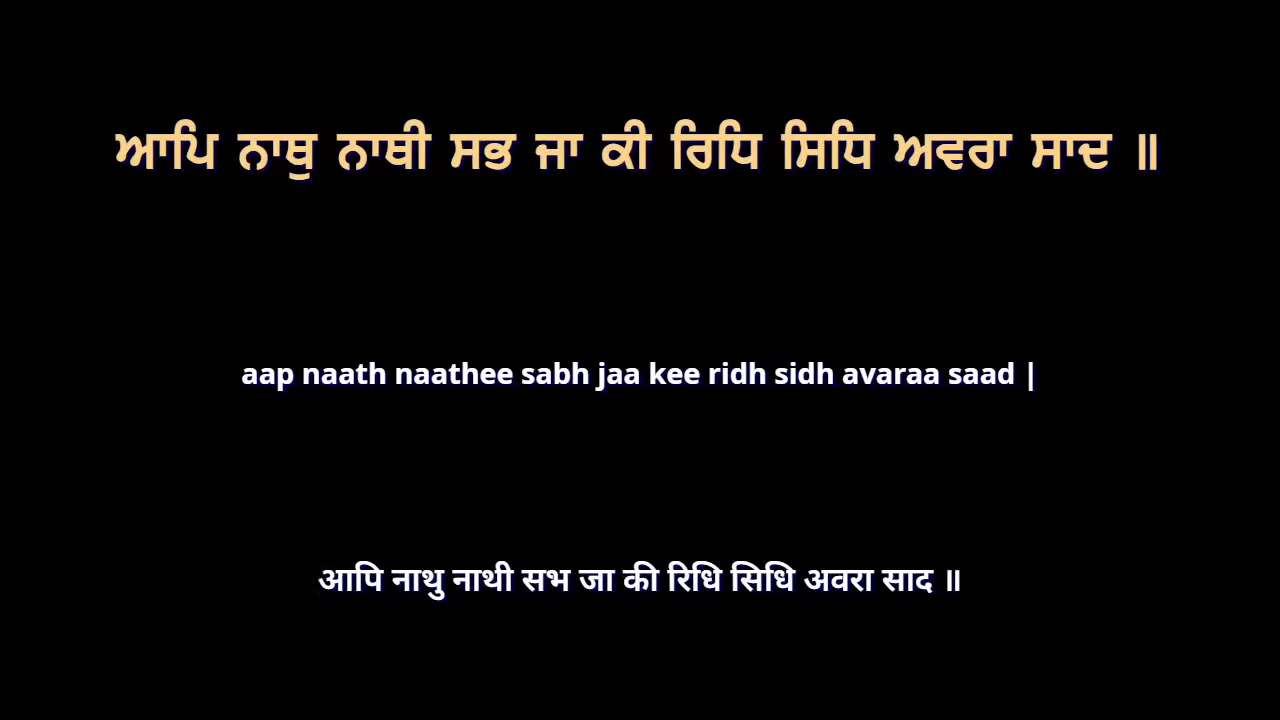 ਆਪਿ ਨਾਥੁ ਨਾਥੀ ਸਭ ਜਾ ਕੀ ਰਿਧਿ ਸਿਧਿ ਅਵਰਾ ਸਾਦ ॥
aap naath naathee sabh jaa kee ridh sidh avaraa saad |
आपि नाथु नाथी सभ जा की रिधि सिधि अवरा साद ॥